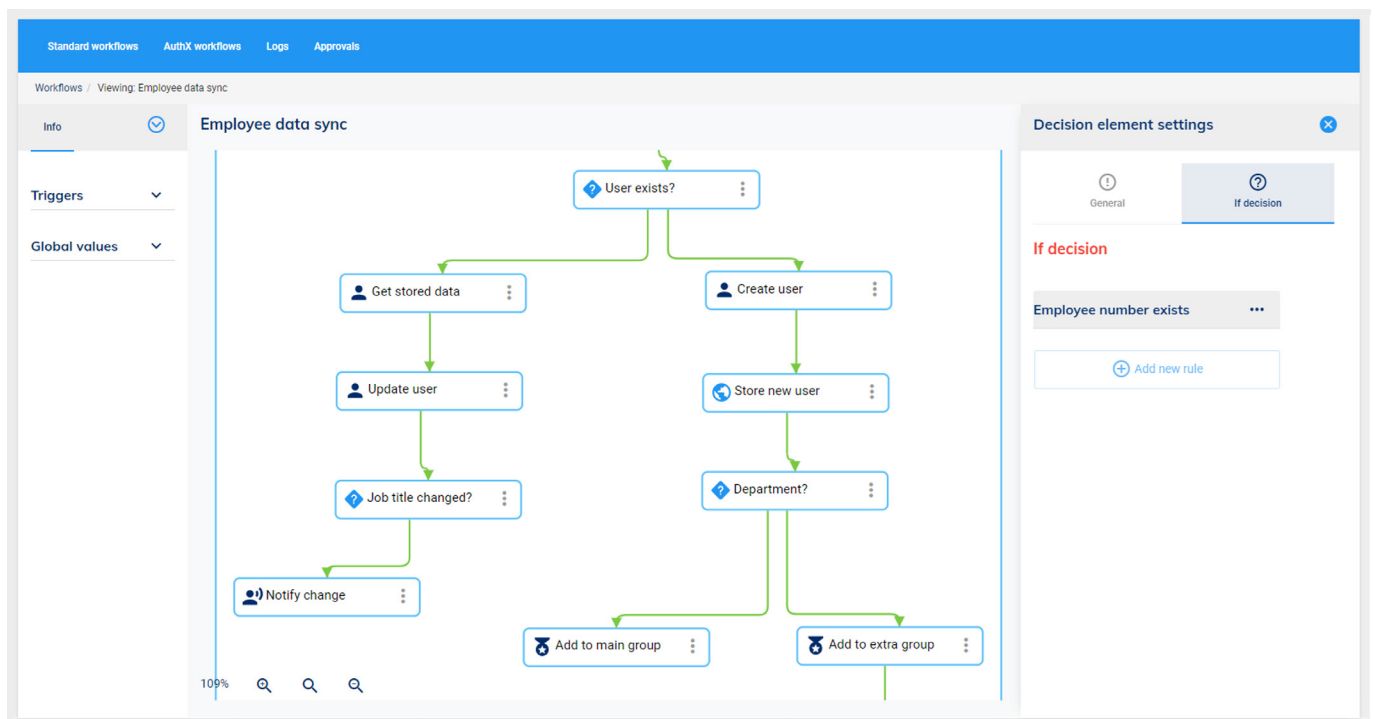 Standard workflows AuthX workflows Logs Approvals
Workflows / Viewing: Employee data sync
Info
Triggers
Global values
Employee data sync
User exists?
Get stored data
Create user
Update user
Store new user
Job title changed?
Department?
Notify change
Add to main group
Add to extra group
109%
Decision element settings
General
If decision
If decision
Employee number exists
Add new rule